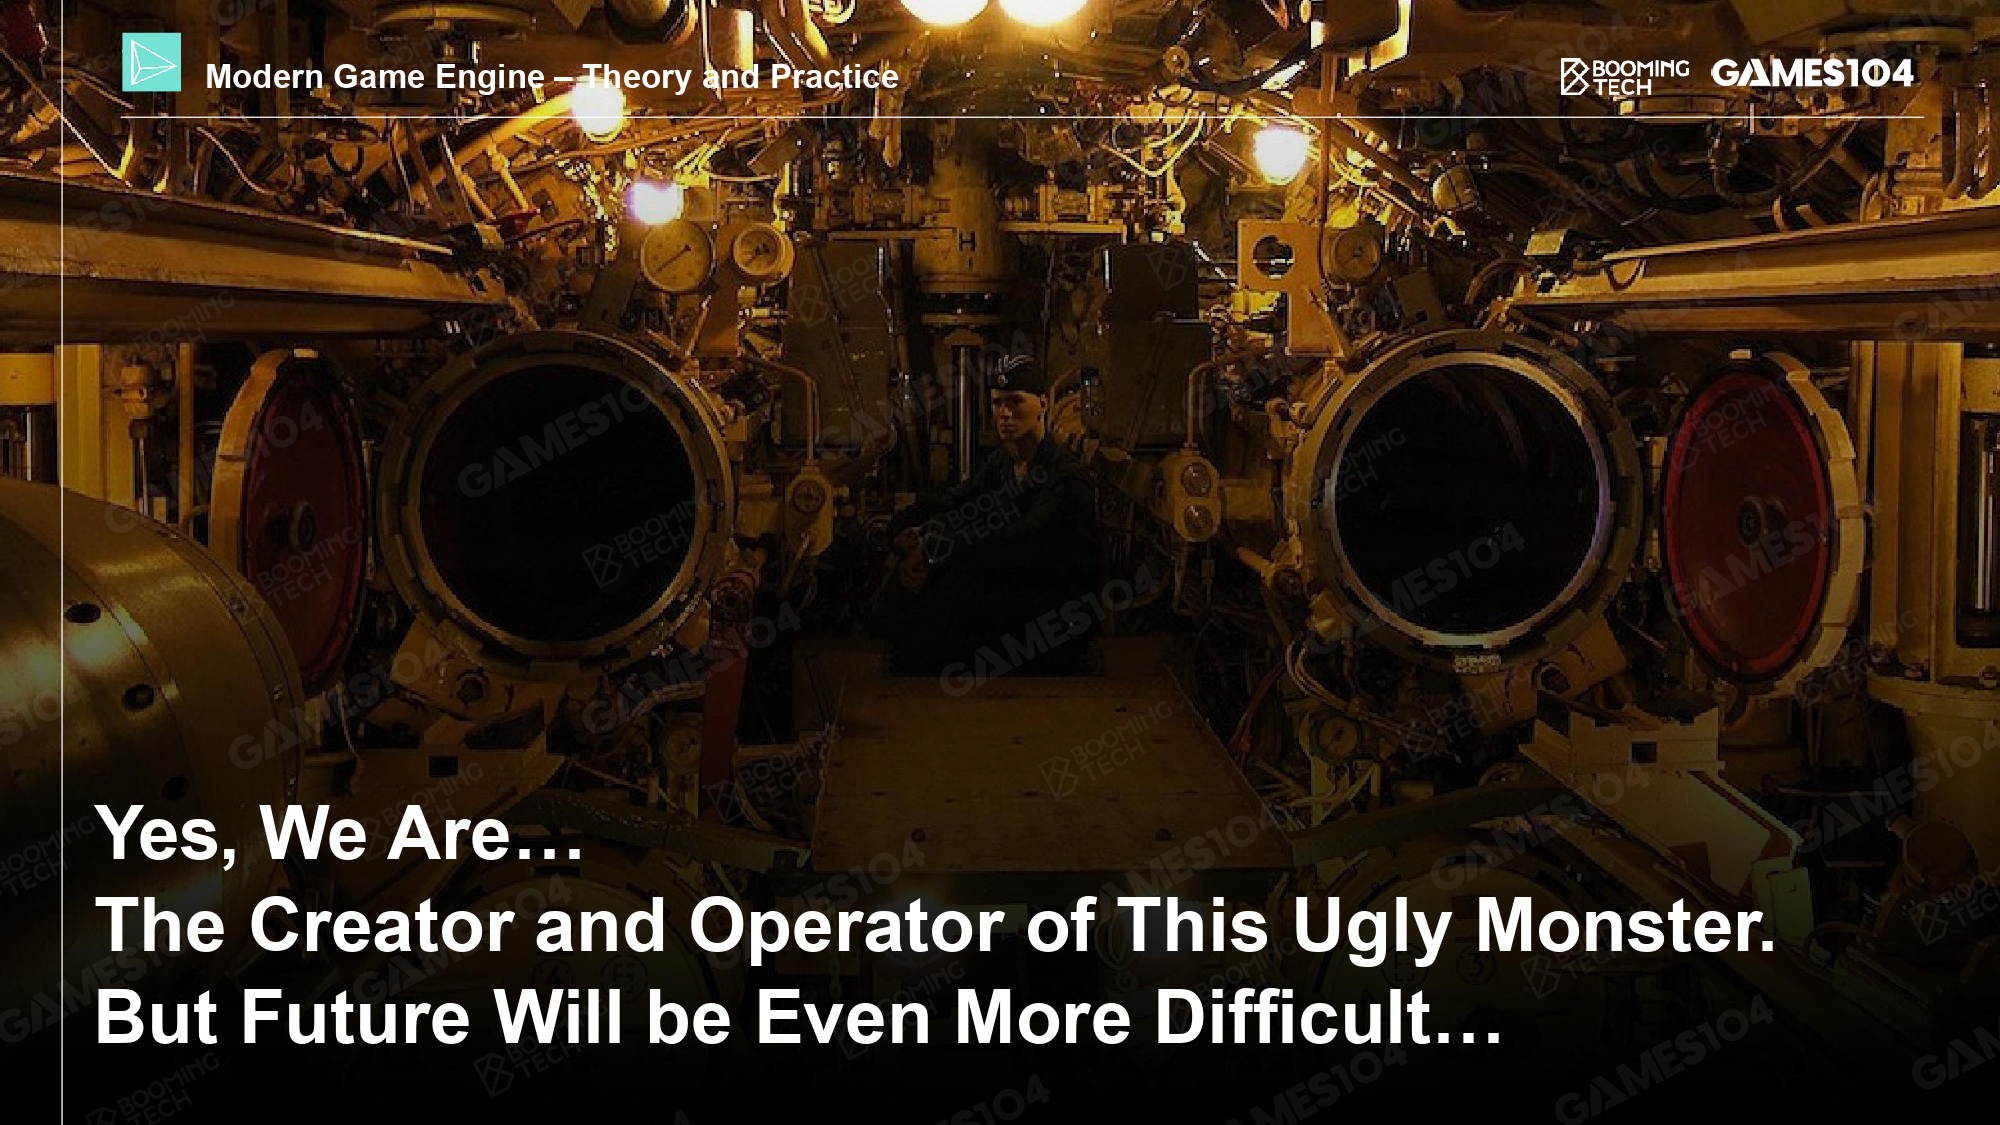 Modern Game Engine – Theory and Practice
BOOMING
TECH
GAMES104
Yes, We Are…
The Creator and Operator of This Ugly Monster.
But Future Will be Even More Difficult…